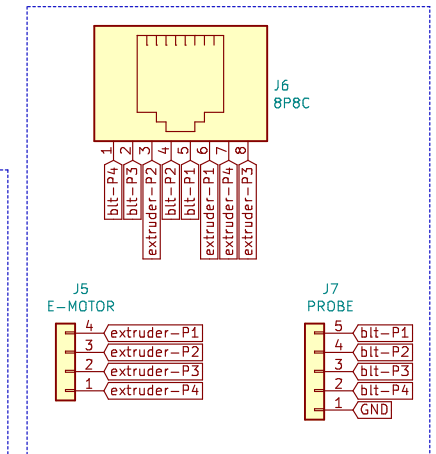 J6
8P8C
1 2 3 4 5 6 7 8
blt-P4
blt-P3
extruder-P2
blt-P2
blt-P1
extruder-P1
extruder-P4
extruder-P3
J5
E-MOTOR
4 extruder-P1
3 extruder-P2
2 extruder-P3
1 extruder-P4
J7
PROBE
5 blt-P1
4 blt-P2
3 blt-P3
2 blt-P4
1 GND